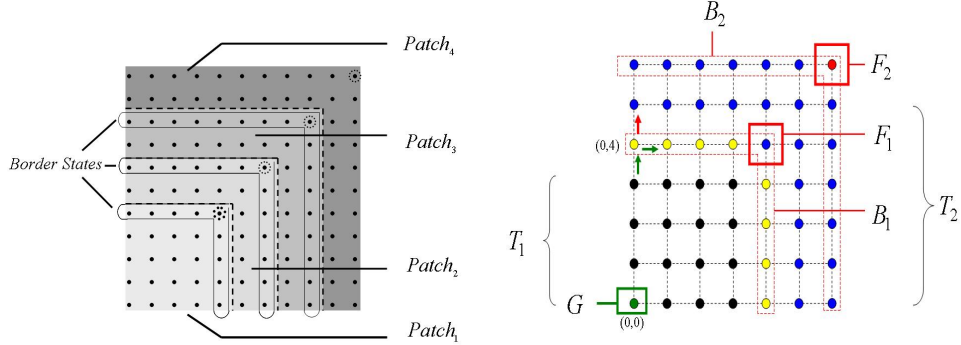 Patch₄
Patch₃
Border States
Patch₂
Patch₁
B₂
F₂
F₁
(0,4)
T₁
T₂
B₁
G
(0,0)